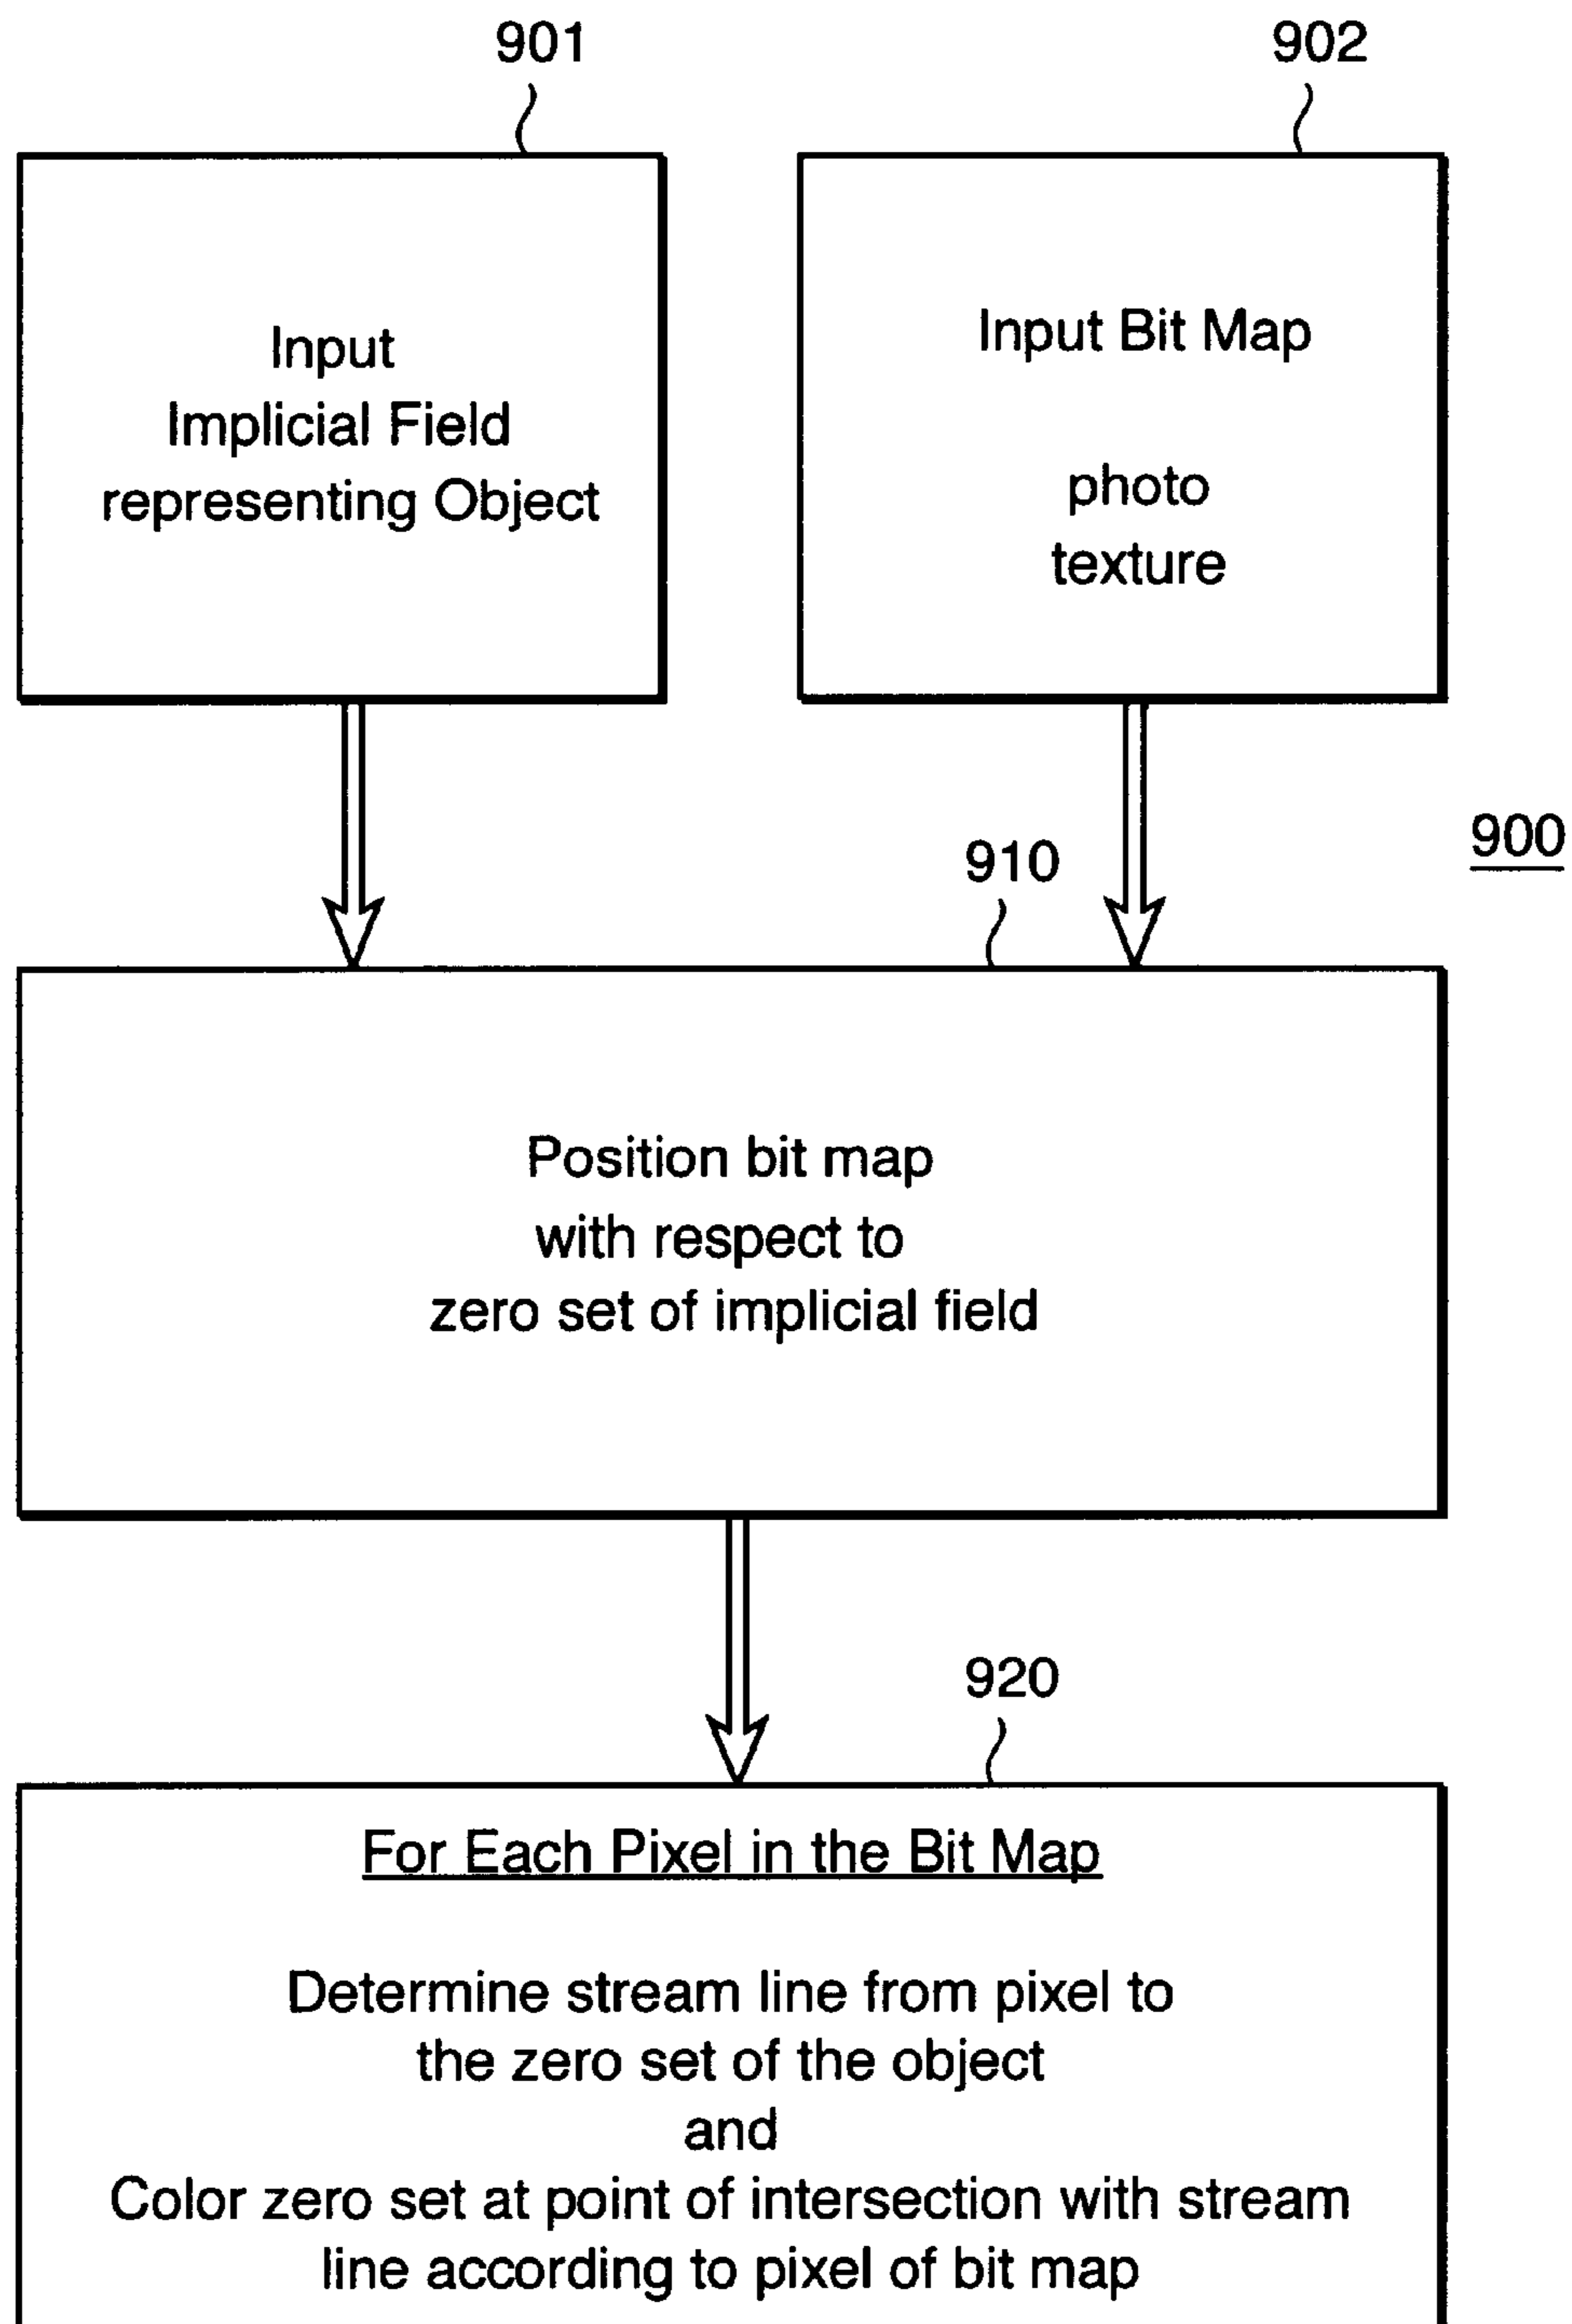 901
902
Input
Implicial Field
representing Object
Input Bit Map
photo
texture
900
910
Position bit map
with respect to
zero set of implicial field
920
For Each Pixel in the Bit Map
Determine stream line from pixel to
the zero set of the object
and
Color zero set at point of intersection with stream
line according to pixel of bit map